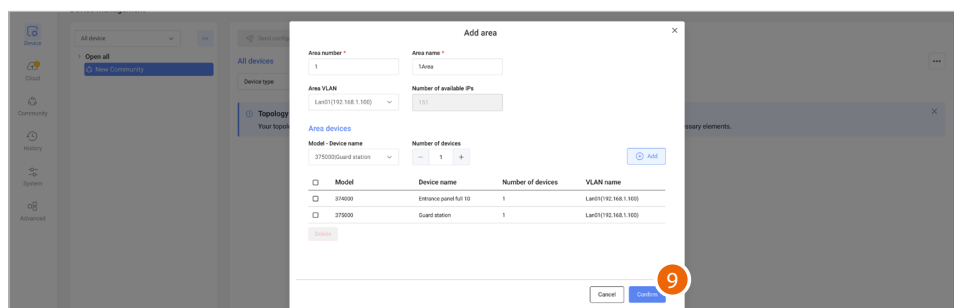 Add area
Area number *
Area name *
1
1Area
Area VLAN
Number of available IPs
Lan01(192.168.1.100)
151
Area devices
Model - Device name
Number of devices
375000|Guard station
1
Add
Model Device name Number of devices VLAN name
374000 Entrance panel full 10 1 Lan01(192.168.1.100)
375000 Guard station 1 Lan01(192.168.1.100)
Delete
Cancel
Confirm
9
Device
Cloud
Community
History
System
Advanced
All device
Open all
New Community
All devices
Device type
Topology
Your topol
ssary elements.